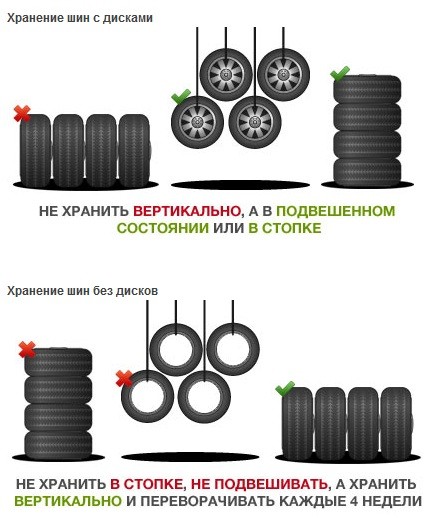 Хранение шин с дисками
НЕ ХРАНИТЬ ВЕРТИКАЛЬНО, А В ПОДВЕШЕННОМ
СОСТОЯНИИ ИЛИ В СТОПКЕ
Хранение шин без дисков
НЕ ХРАНИТЬ В СТОПКЕ, НЕ ПОДВЕШИВАТЬ, А ХРАНИТЬ
ВЕРТИКАЛЬНО И ПЕРЕВОРАЧИВАТЬ КАЖДЫЕ 4 НЕДЕЛИ